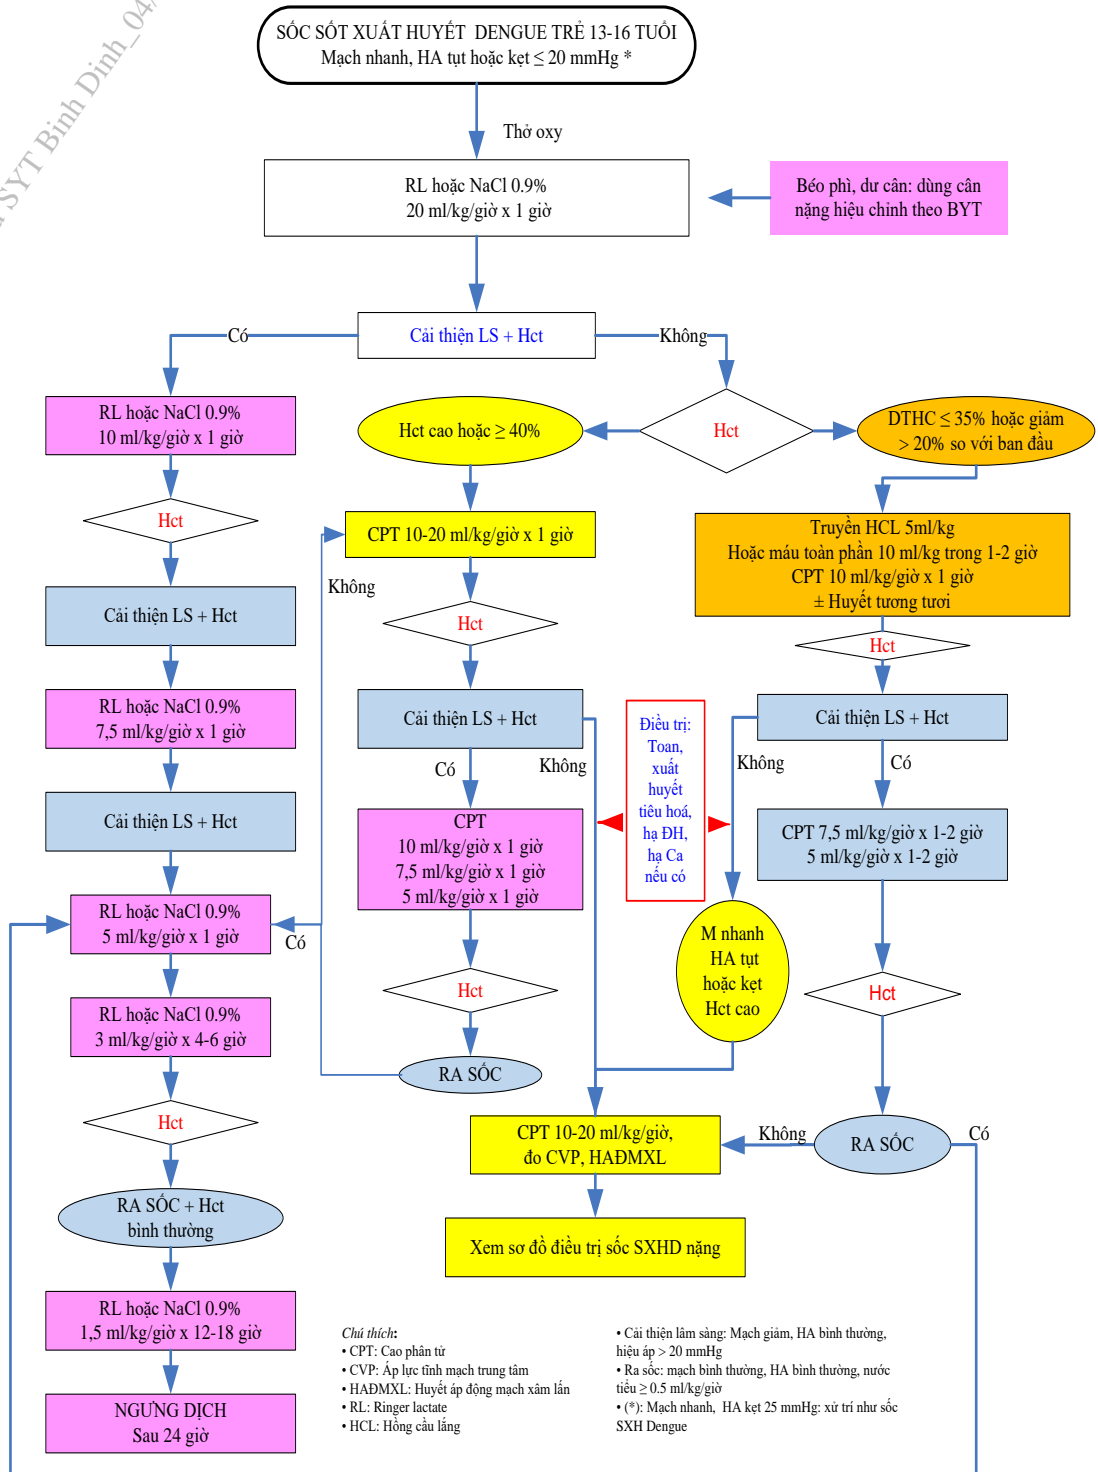 SYT Bình Định_04/
SỐC SỐT XUẤT HUYẾT DENGUE TRẺ 13-16 TUỔI
Mạch nhanh, HA tụt hoặc kẹt ≤ 20 mmHg *
Thở oxy
RL hoặc NaCl 0.9%
20 ml/kg/giờ x 1 giờ
Béo phì, dư cân: dùng cân
nặng hiệu chỉnh theo BYT
Cải thiện LS + Hct
Có
Không
RL hoặc NaCl 0.9%
10 ml/kg/giờ x 1 giờ
Hct cao hoặc ≥ 40%
Hct
DTHC ≤ 35% hoặc giảm
> 20% so với ban đầu
Hct
CPT 10-20 ml/kg/giờ x 1 giờ
Truyền HCL 5ml/kg
Hoặc máu toàn phần 10 ml/kg trong 1-2 giờ
CPT 10 ml/kg/giờ x 1 giờ
± Huyết tương tươi
Không
Cải thiện LS + Hct
Hct
Hct
RL hoặc NaCl 0.9%
7,5 ml/kg/giờ x 1 giờ
Cải thiện LS + Hct
Điều trị:
Toan,
xuất
huyết
tiêu hoá,
hạ ĐH,
hạ Ca
nếu có
Cải thiện LS + Hct
Có
Không
Không
Có
Cải thiện LS + Hct
CPT
10 ml/kg/giờ x 1 giờ
7,5 ml/kg/giờ x 1 giờ
5 ml/kg/giờ x 1 giờ
CPT 7,5 ml/kg/giờ x 1-2 giờ
5 ml/kg/giờ x 1-2 giờ
RL hoặc NaCl 0.9%
5 ml/kg/giờ x 1 giờ
Có
M nhanh
HA tụt
hoặc kẹt
Hct cao
Hct
Hct
RL hoặc NaCl 0.9%
3 ml/kg/giờ x 4-6 giờ
RA SỐC
Hct
CPT 10-20 ml/kg/giờ,
đo CVP, HAĐMXL
Không
RA SỐC
Có
RA SỐC + Hct
bình thường
Xem sơ đồ điều trị sốc SXHD nặng
RL hoặc NaCl 0.9%
1,5 ml/kg/giờ x 12-18 giờ
NGƯNG DỊCH
Sau 24 giờ
Chú thích:
• CPT: Cao phân tử
• CVP: Áp lực tĩnh mạch trung tâm
• HAĐMXL: Huyết áp động mạch xâm lấn
• RL: Ringer lactate
• HCL: Hồng cầu lắng
• Cải thiện lâm sàng: Mạch giảm, HA bình thường,
hiệu áp > 20 mmHg
• Ra sốc: mạch bình thường, HA bình thường, nước
tiểu ≥ 0.5 ml/kg/giờ
• (*): Mạch nhanh, HA kẹt 25 mmHg: xử trí như sốc
SXH Dengue